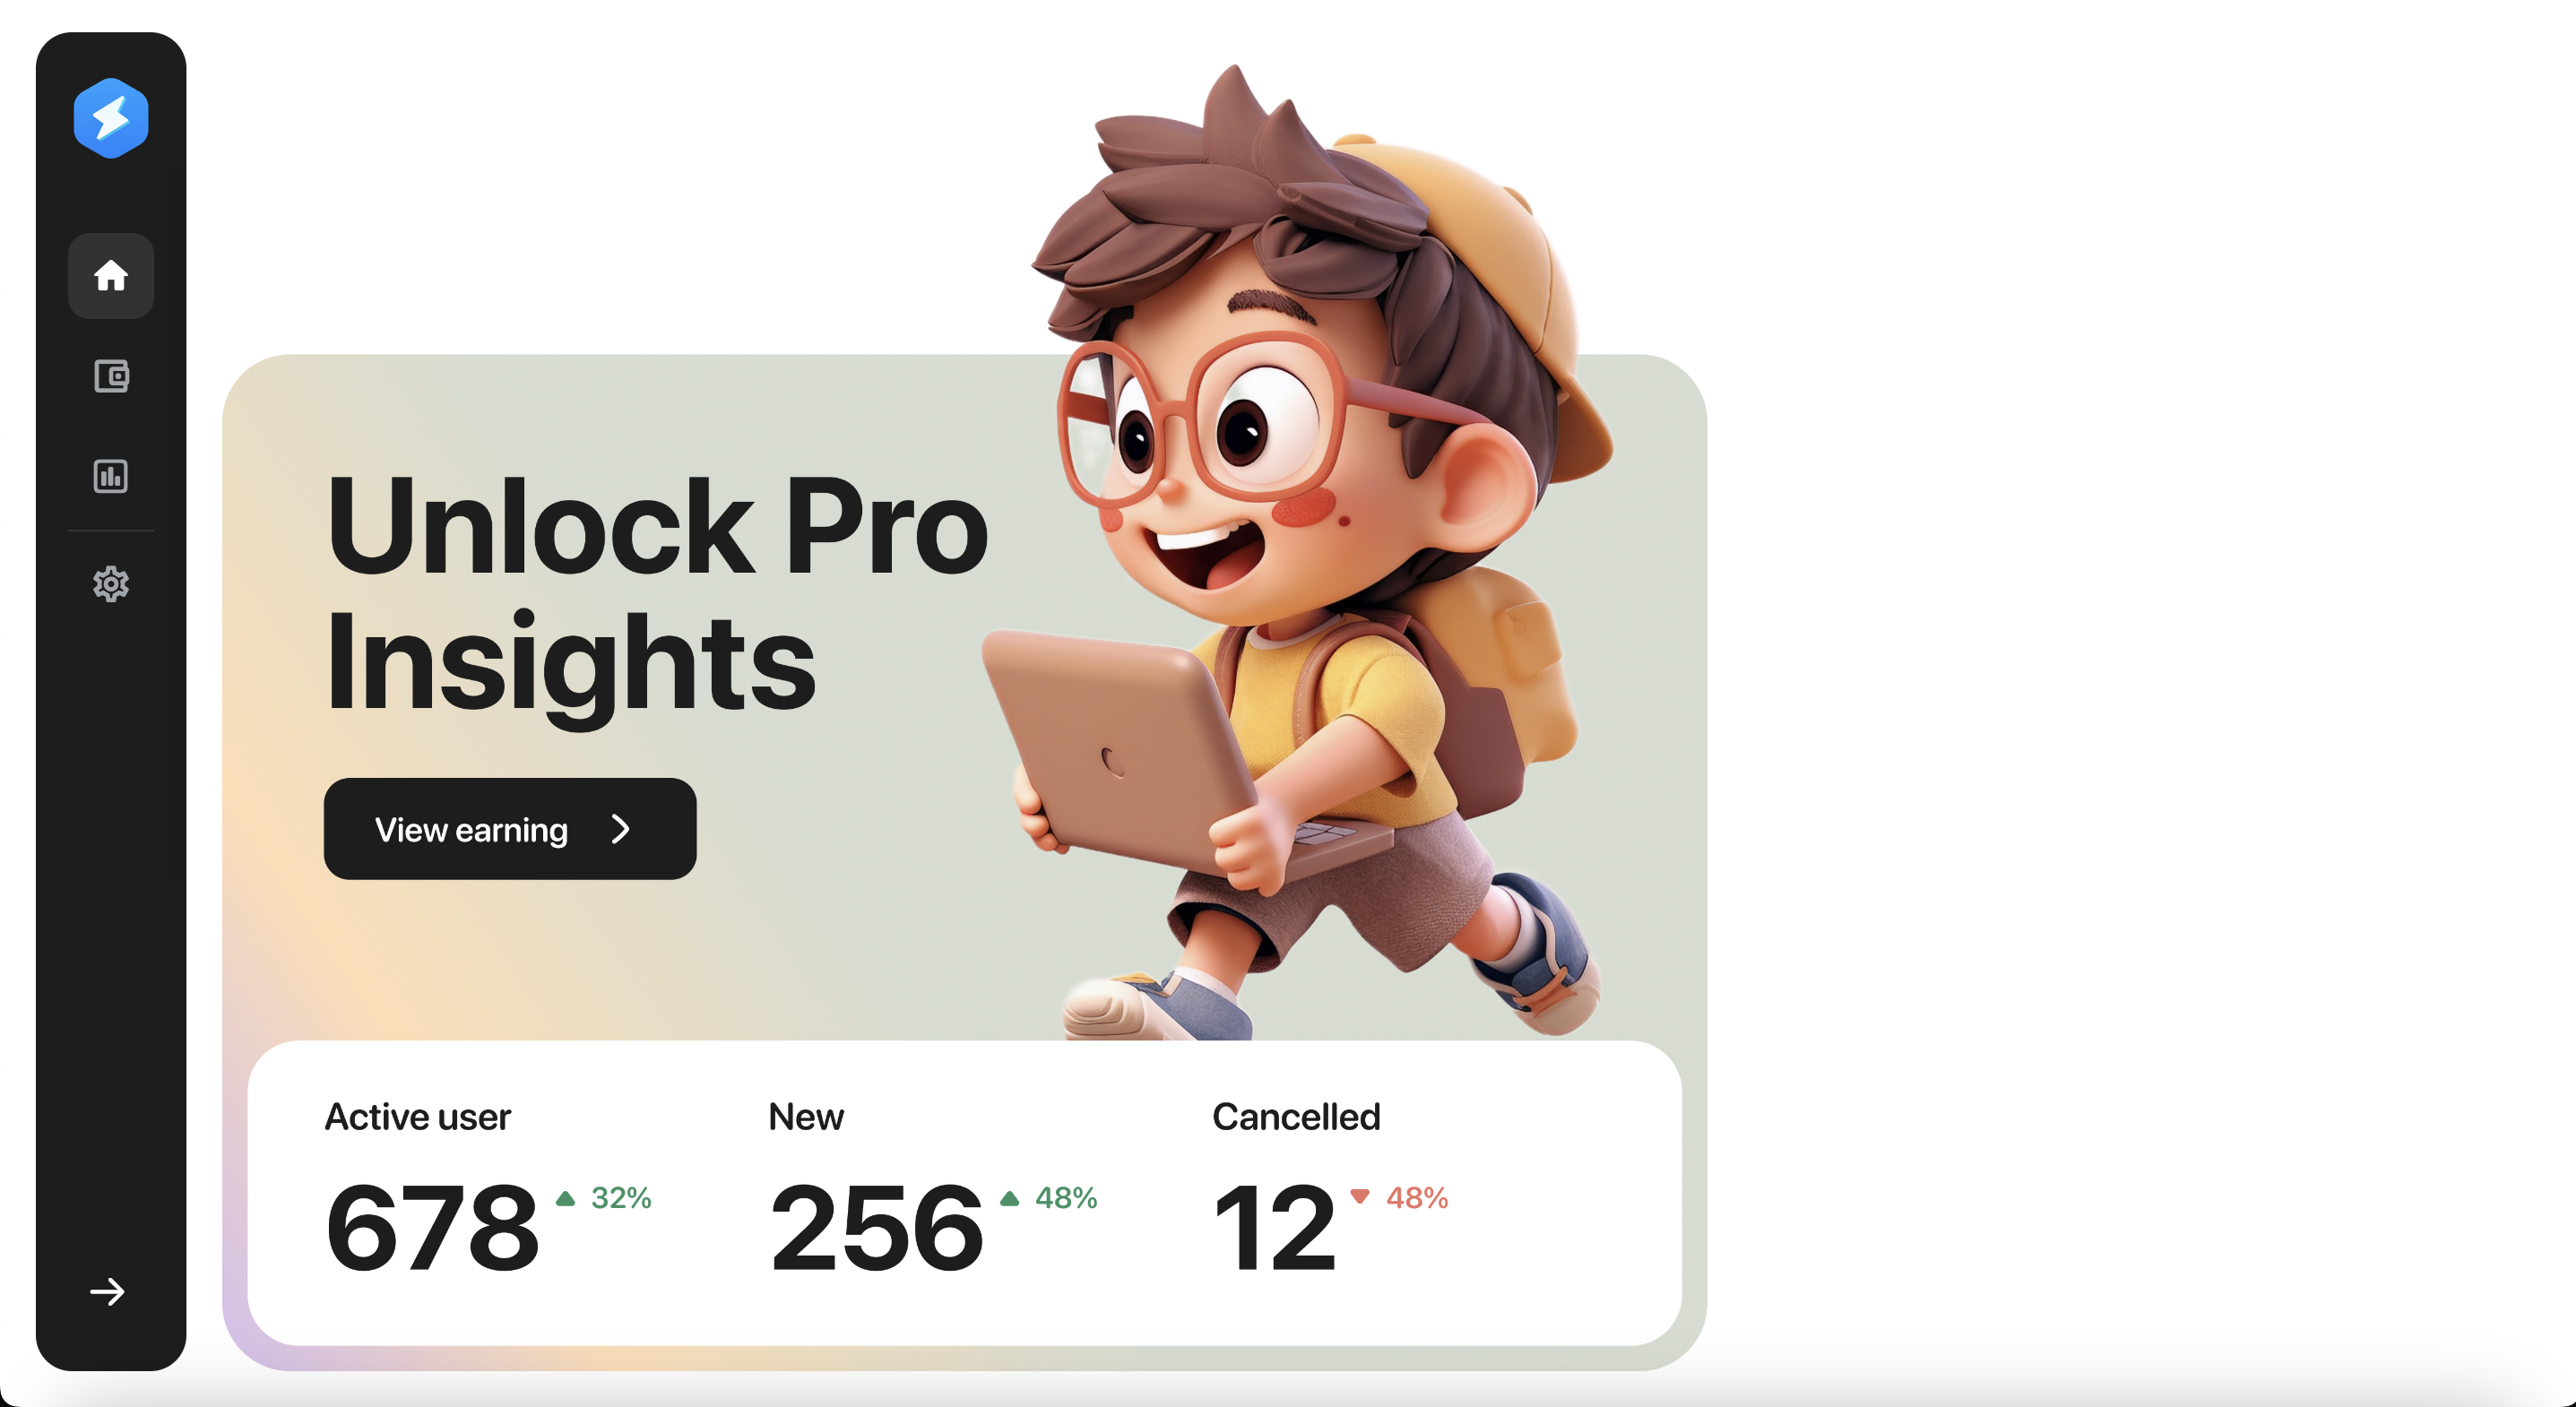 Unlock Pro
Insights
View earning
Active user
678
32%
New
256
48%
Cancelled
12
48%